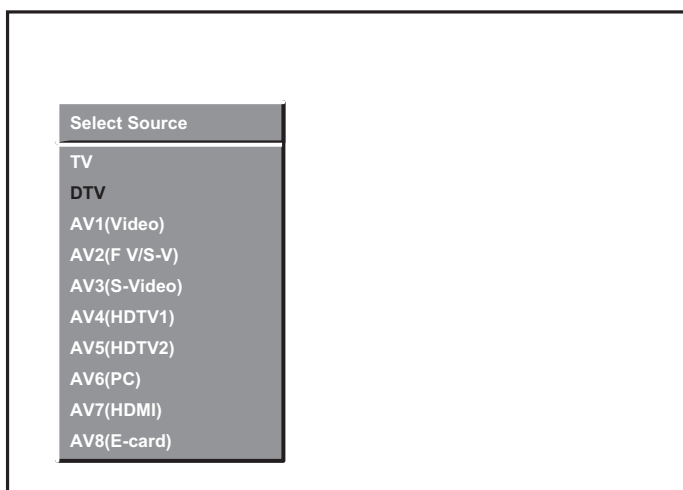 Select Source
TV
DTV
AV1(Video)
AV2(F V/S-V)
AV3(S-Video)
AV4(HDTV1)
AV5(HDTV2)
AV6(PC)
AV7(HDMI)
AV8(E-card)